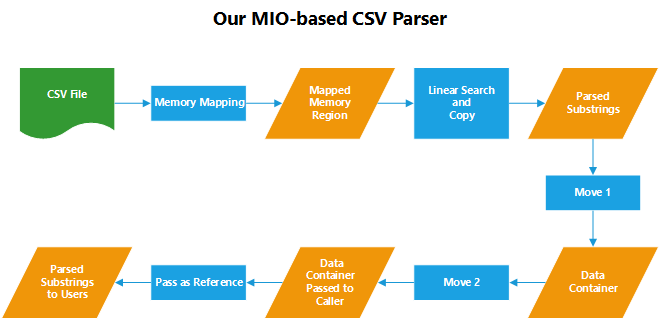 Our MIO-based CSV Parser
CSV File
Memory Mapping
Mapped
Memory
Region
Linear Search
and
Copy
Parsed
Substrings
Move 1
Data
Container
Move 2
Data
Container
Passed to
Caller
Pass as Reference
Parsed
Substrings
to Users